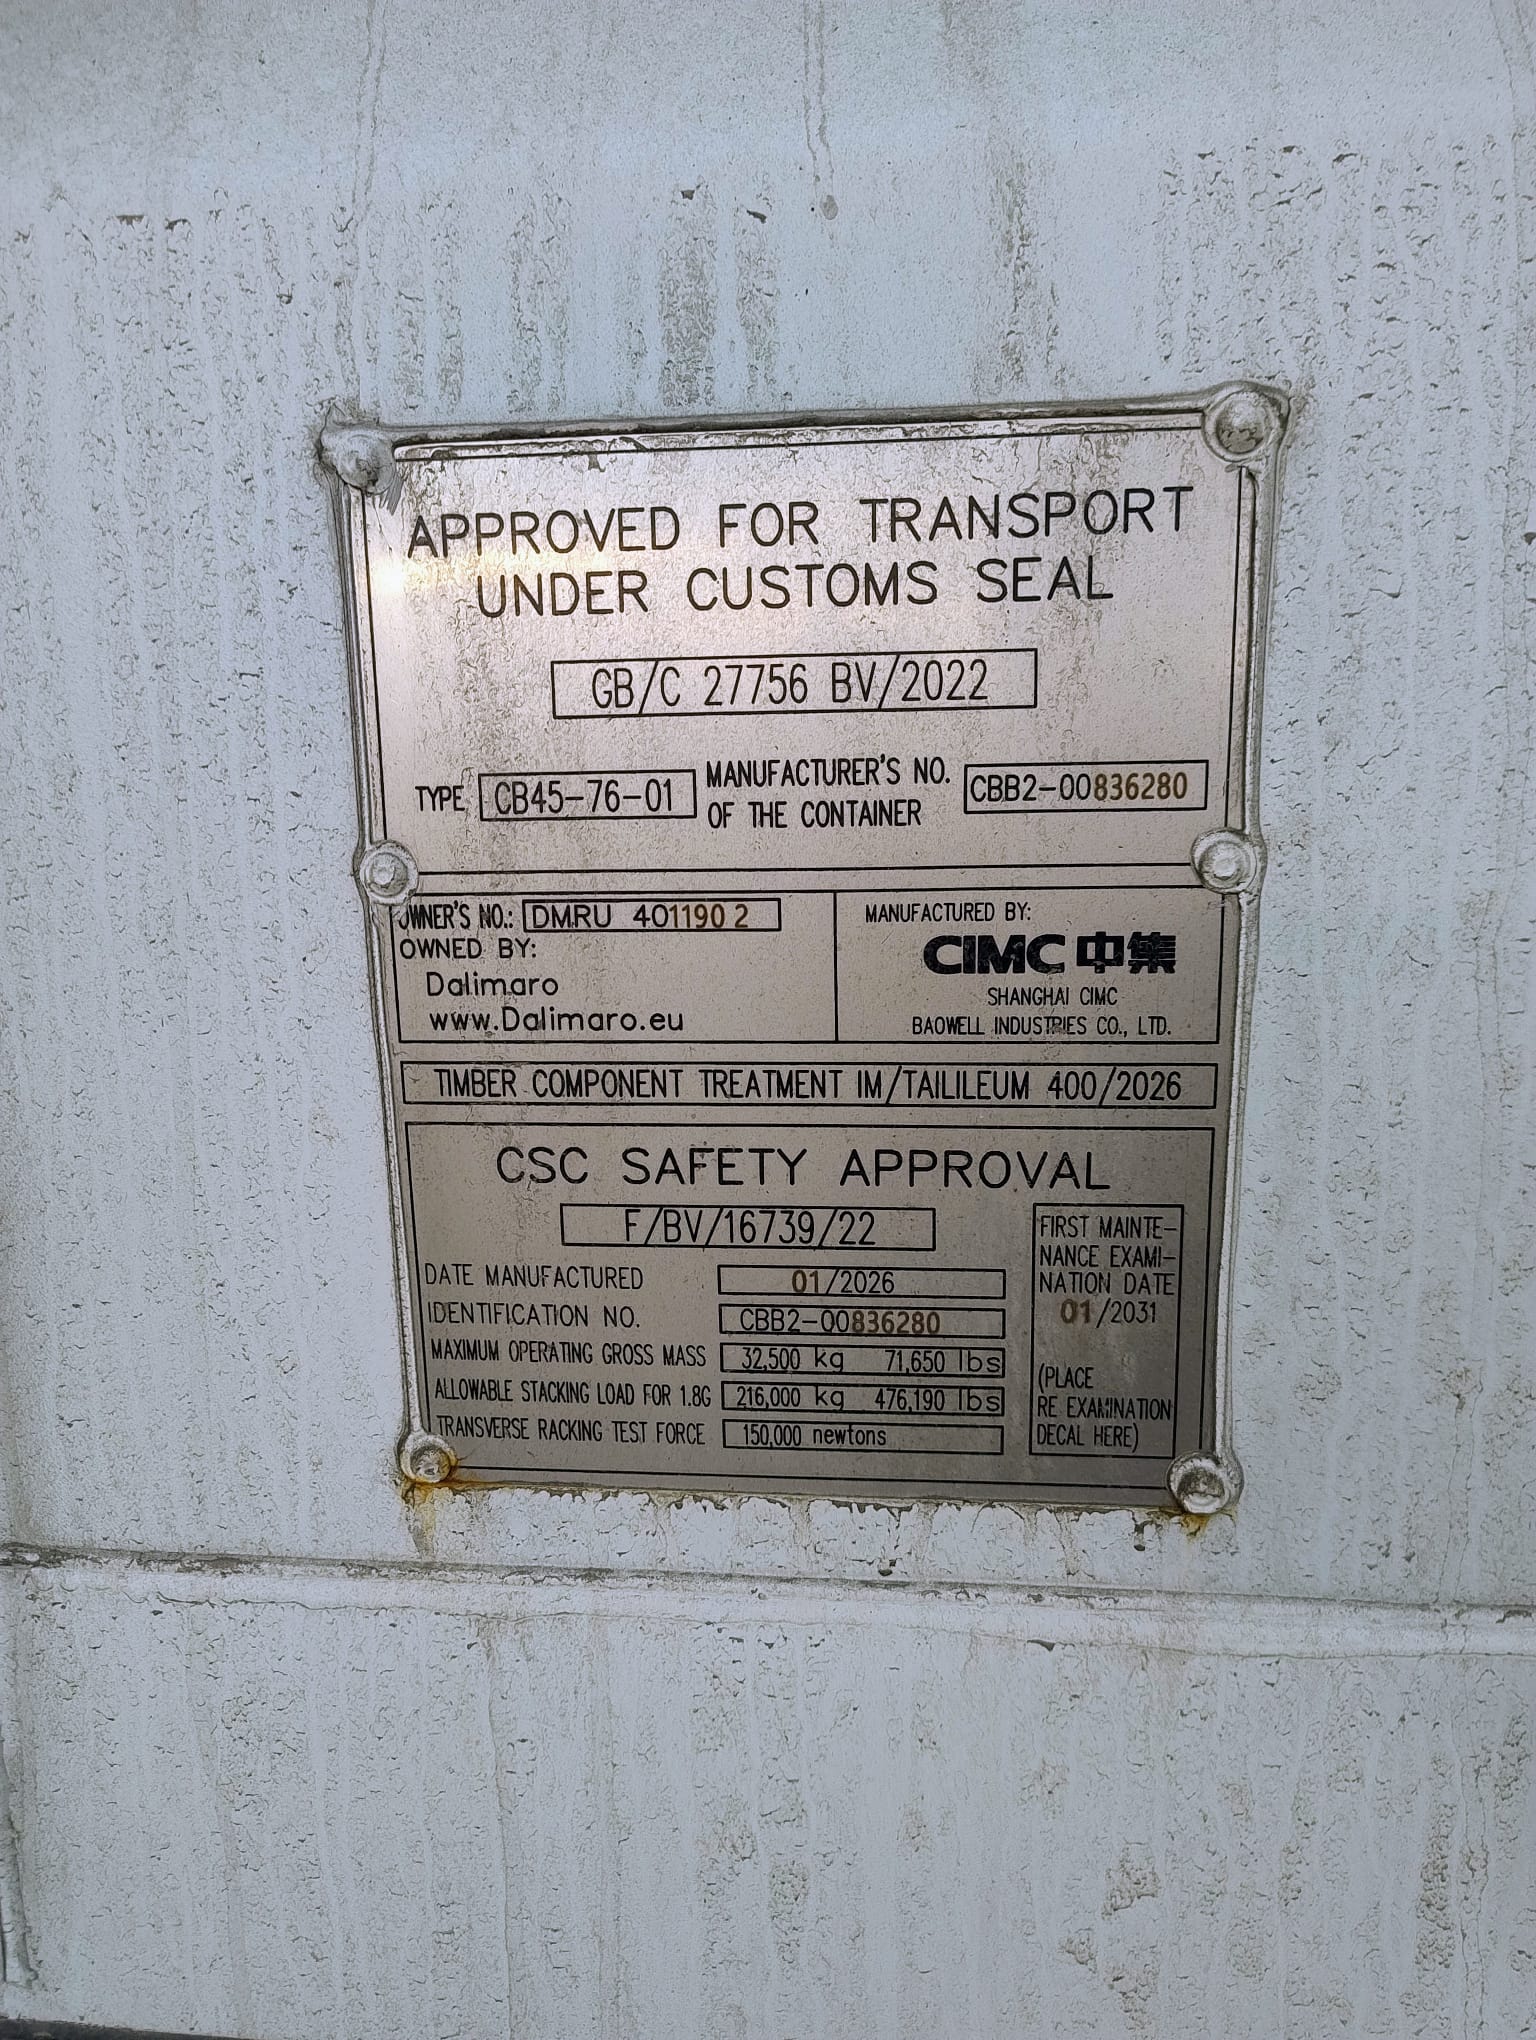 APPROVED FOR TRANSPORT
UNDER CUSTOMS SEAL
GB/C 27756 BV/2022
TYPE CB45-76-01 MANUFACTURER'S NO. OF THE CONTAINER CBB2-00836280
OWNER'S NO.: DMRU 401190 2
OWNED BY:
Dalimaro
www.Dalimaro.eu
MANUFACTURED BY:
CIMC 中集
SHANGHAI CIMC
BAOWELL INDUSTRIES CO., LTD.
TIMBER COMPONENT TREATMENT IM/TAILILEUM 400/2026
CSC SAFETY APPROVAL
F/BV/16739/22
DATE MANUFACTURED 01/2026
IDENTIFICATION NO. CBB2-00836280
MAXIMUM OPERATING GROSS MASS 32,500 kg 71,650 lbs
ALLOWABLE STACKING LOAD FOR 1.8G 216,000 kg 476,190 lbs
TRANSVERSE RACKING TEST FORCE 150,000 newtons
FIRST MAINTE-
NANCE EXAMI-
NATION DATE
01/2031
(PLACE
RE EXAMINATION
DECAL HERE)